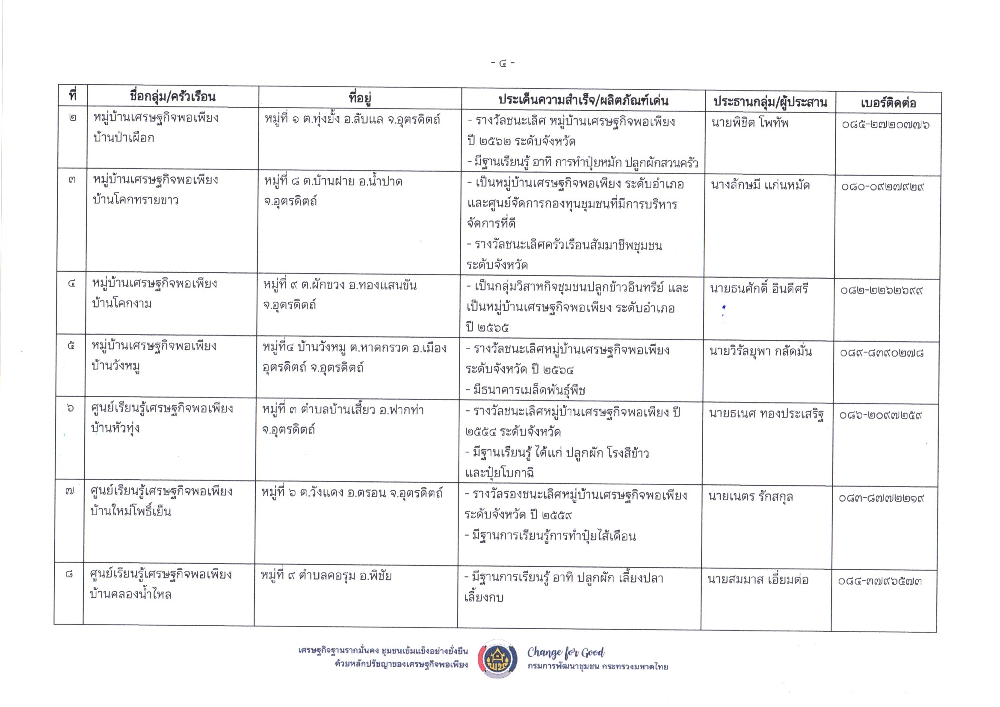 - ๔ -
ที่ ชื่อกลุ่ม/ครัวเรือน ที่อยู่ ประเด็นความสำเร็จ/ผลิตภัณฑ์เด่น ประธานกลุ่ม/ผู้ประสาน เบอร์ติดต่อ
๒ หมู่บ้านเศรษฐกิจพอเพียง หมู่ที่ ๑ ต.ทุ่งยั้ง อ.ลับแล จ.อุตรดิตถ์ - รางวัลชนะเลิศ หมู่บ้านเศรษฐกิจพอเพียง นายพิชิต โพทัพ ๐๘๕-๒๗๒๐๗๗๖
บ้านป่าเผือก ปี ๒๕๖๒ ระดับจังหวัด
- มีฐานเรียนรู้ อาทิ การทำปุ๋ยหมัก ปลูกผักสวนครัว
๓ หมู่บ้านเศรษฐกิจพอเพียง หมู่ที่ ๘ ต.บ้านฝาย อ.น้ำปาด - เป็นหมู่บ้านเศรษฐกิจพอเพียง ระดับอำเภอ นางลักษมี แก่นหมัด ๐๘๐-๐๙๒๗๙๒๙
บ้านโคกทรายขาว จ.อุตรดิตถ์ และศูนย์จัดการกองทุนชุมชนที่มีการบริหาร
จัดการที่ดี
- รางวัลชนะเลิศครัวเรือนสัมมาชีพชุมชน
ระดับจังหวัด
๔ หมู่บ้านเศรษฐกิจพอเพียง หมู่ที่ ๙ ต.ผักขวง อ.ทองแสนขัน - เป็นกลุ่มวิสาหกิจชุมชนปลูกข้าวอินทรีย์ และ นายธนศักดิ์ อินดีศรี ๐๘๒-๒๒๖๒๖๙๙
บ้านโคกงาม จ.อุตรดิตถ์ เป็นหมู่บ้านเศรษฐกิจพอเพียง ระดับอำเภอ
ปี ๒๕๖๕
๕ หมู่บ้านเศรษฐกิจพอเพียง หมู่ที่๔ บ้านวังหมู ต.หาดกรวด อ.เมือง - รางวัลชนะเลิศหมู่บ้านเศรษฐกิจพอเพียง นายวิรัลยุพา กลัดมั่น ๐๘๙-๘๓๙๐๒๗๘
บ้านวังหมู อุตรดิตถ์ จ.อุตรดิตถ์ ระดับจังหวัด ปี ๒๕๖๔
- มีธนาคารเมล็ดพันธุ์พืช
๖ ศูนย์เรียนรู้เศรษฐกิจพอเพียง หมู่ที่ ๓ ตำบลบ้านเสี้ยว อ.ฟากท่า - รางวัลชนะเลิศหมู่บ้านเศรษฐกิจพอเพียง ปี นายธเนศ ทองประเสริฐ ๐๘๖-๒๐๙๗๒๕๙
บ้านหัวทุ่ง จ.อุตรดิตถ์ ๒๕๕๔ ระดับจังหวัด
- มีฐานเรียนรู้ ได้แก่ ปลูกผัก โรงสีข้าว
และปุ๋ยโบกาฉิ
๗ ศูนย์เรียนรู้เศรษฐกิจพอเพียง หมู่ที่ ๖ ต.วังแดง อ.ตรอน จ.อุตรดิตถ์ - รางวัลรองชนะเลิศหมู่บ้านเศรษฐกิจพอเพียง นายเนตร รักสกุล ๐๘๓-๘๗๗๒๒๑๙
บ้านใหม่โพธิ์เย็น ระดับจังหวัด ปี ๒๕๕๙
- มีฐานการเรียนรู้การทำปุ๋ยไส้เดือน
๘ ศูนย์เรียนรู้เศรษฐกิจพอเพียง หมู่ที่ ๙ ตำบลคอรุม อ.พิชัย - มีฐานการเรียนรู้ อาทิ ปลูกผัก เลี้ยงปลา นายสมมาส เอี่ยมต่อ ๐๘๔-๓๗๙๖๕๗๓
บ้านคลองน้ำไหล เลี้ยงกบ
เศรษฐกิจฐานรากมั่นคง ชุมชนเข้มแข็งอย่างยั่งยืน Change for Good
ด้วยหลักปรัชญาของเศรษฐกิจพอเพียง พช กรมการพัฒนาชุมชน กระทรวงมหาดไทย